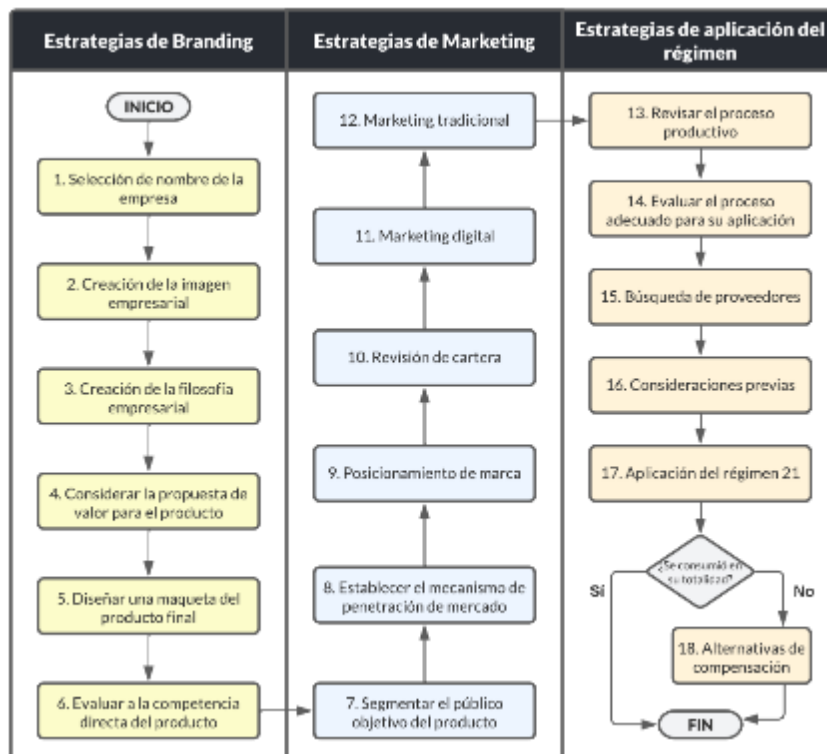 Estrategias de Branding
INICIO
1. Selección de nombre de la
empresa
2. Creación de la imagen
empresarial
3. Creación de la filosofía
empresarial
4. Considerar la propuesta de
valor para el producto
5. Diseñar una maqueta del
producto final
6. Evaluar a la competencia
directa del producto
Estrategias de Marketing
12. Marketing tradicional
11. Marketing digital
10. Revisión de cartera
9. Posicionamiento de marca
8. Establecer el mecanismo de
penetración de mercado
7. Segmentar el público
objetivo del producto
Estrategias de aplicación del
régimen
13. Revisar el proceso
productivo
14. Evaluar el proceso
adecuado para su aplicación
15. Búsqueda de proveedores
16. Consideraciones previas
17. Aplicación del régimen 21
¿Se consumió en
su totalidad?
Sí
No
18. Alternativas de
compensación
FIN